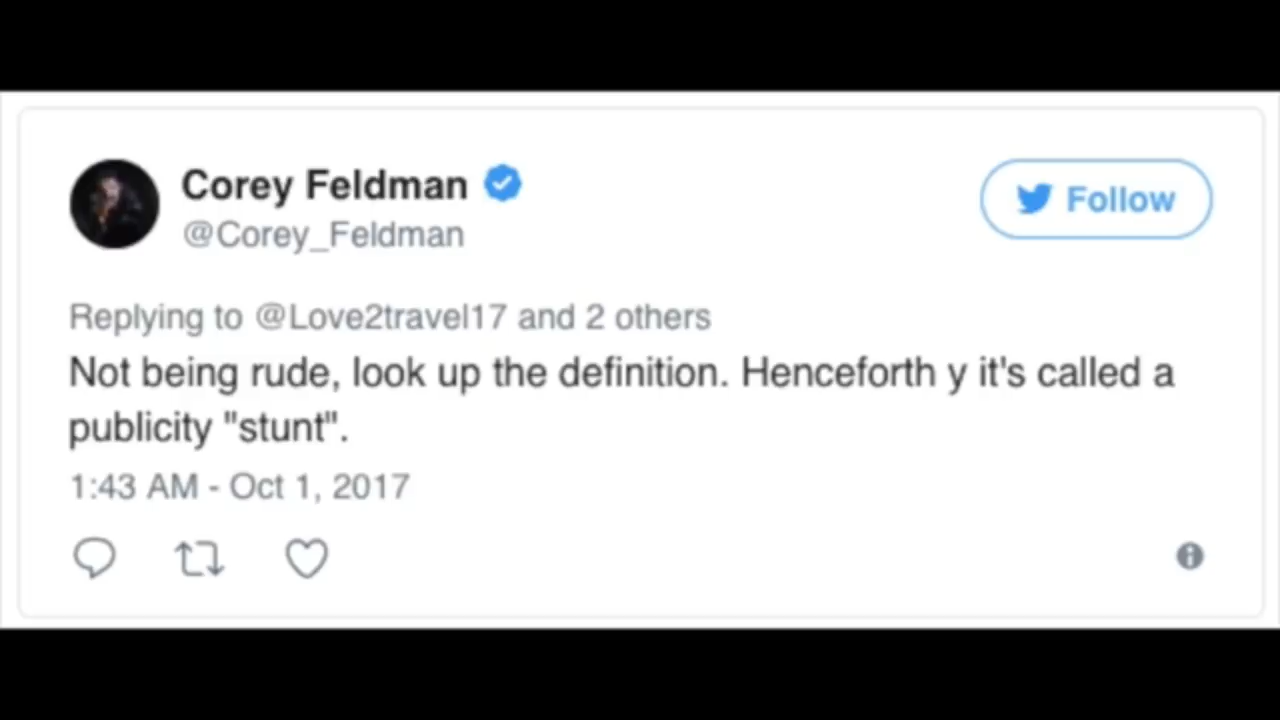 Corey Feldman
Follow
@Corey_Feldman
Replying to @Love2travel17 and 2 others
Not being rude, look up the definition. Henceforth y it's called a
publicity "stunt".
1:43 AM - Oct 1, 2017